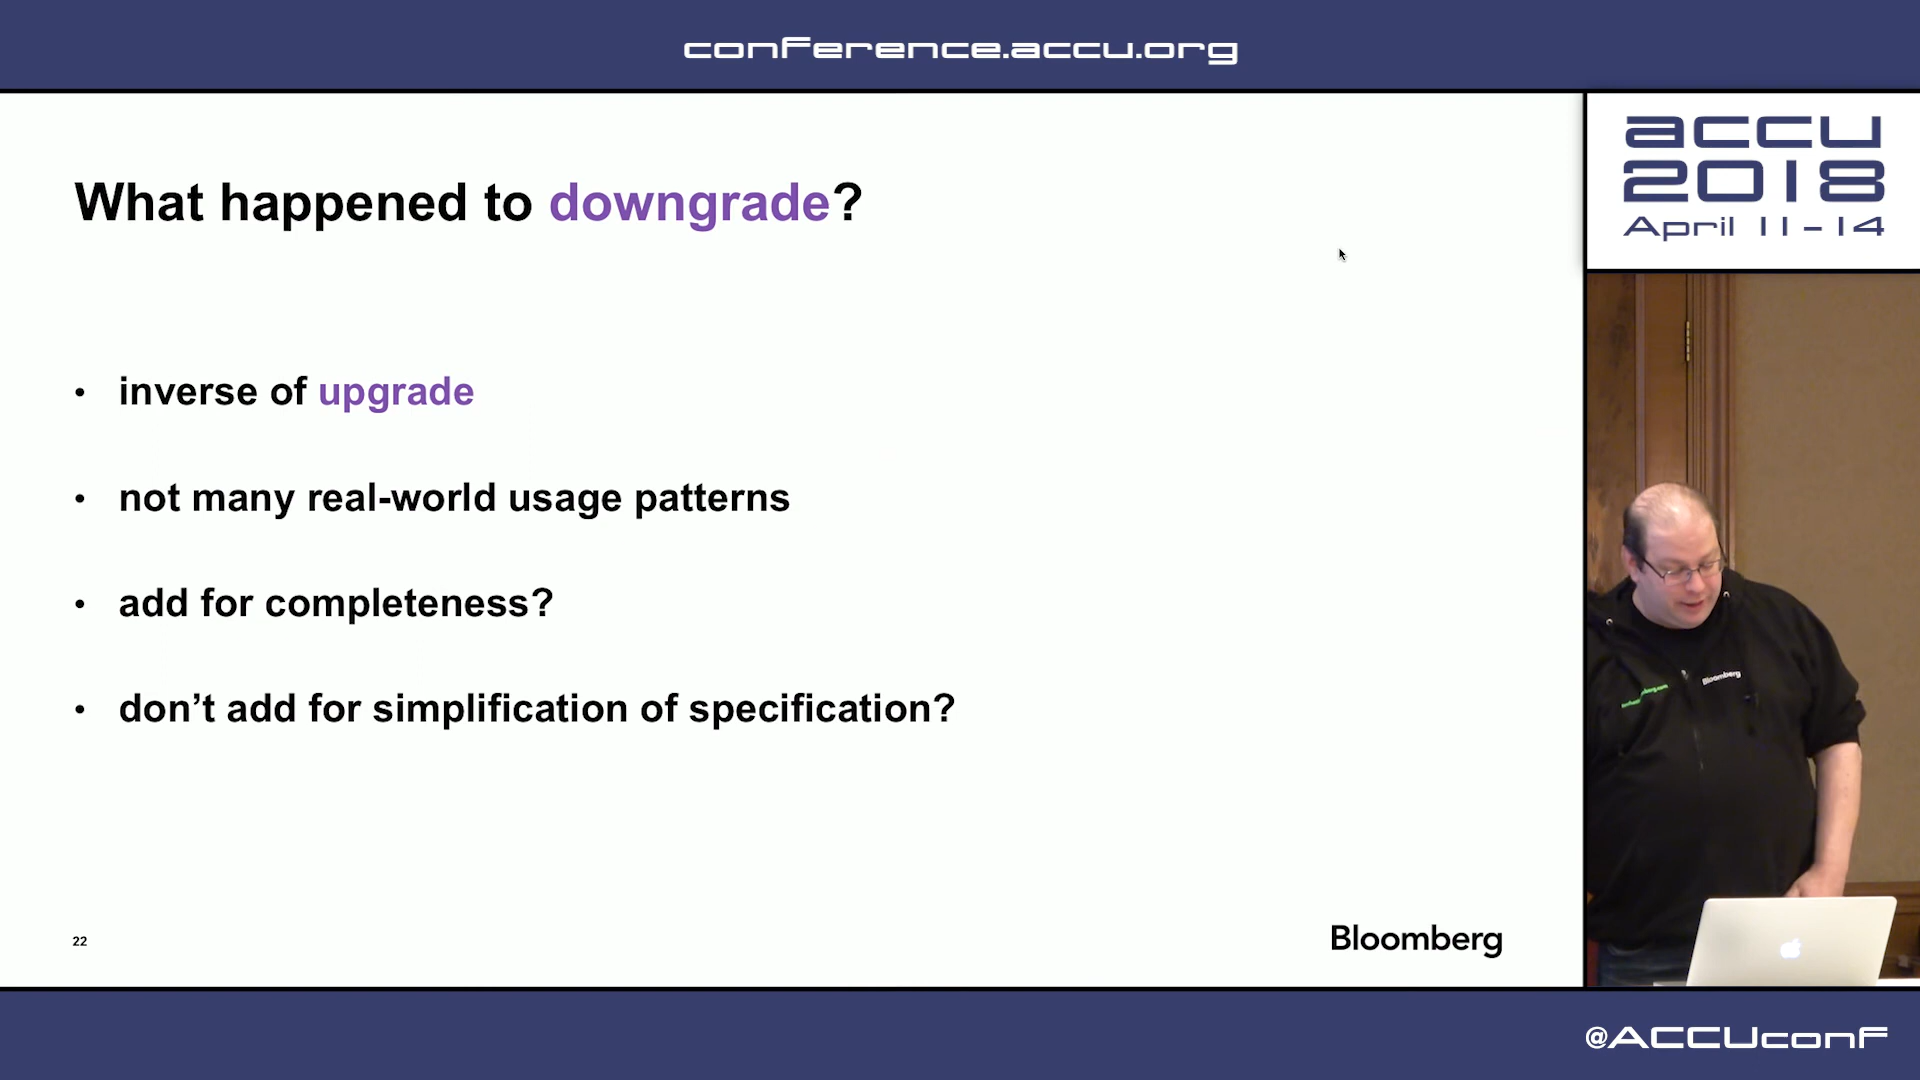 conference.accu.org
accu
2018
April 11-14
What happened to downgrade?
• inverse of upgrade
• not many real-world usage patterns
• add for completeness?
• don’t add for simplification of specification?
22
Bloomberg
Bloomberg
@ACCUconf